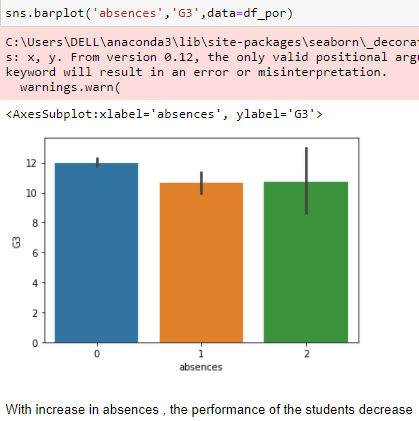 sns.barplot('absences','G3',data=df_por)
C:\Users\DELL\anaconda3\lib\site-packages\seaborn\_decora
s: x, y. From version 0.12, the only valid positional arg
keyword will result in an error or misinterpretation.
warnings.warn(
<AxesSubplot:xlabel='absences', ylabel='G3'>
12
10
8
6
4
2
0
G3
0 1 2
absences
With increase in absences , the performance of the students decrease